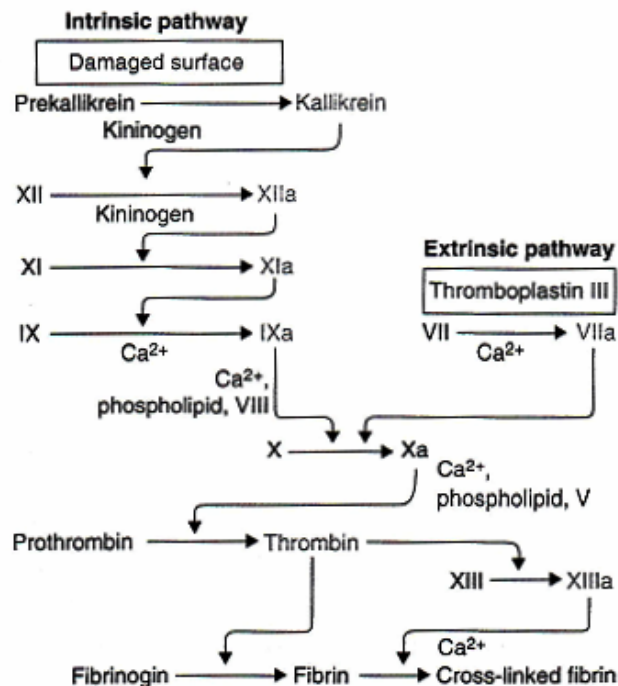 Intrinsic pathway
Damaged surface
Prekallikrein Kallikrein
Kininogen
XII XIIa
Kininogen
XI XIa
Extrinsic pathway
Thromboplastin III
IX IXa
Ca2+
VII VIIa
Ca2+
Ca2+,
phospholipid, VIII
X Xa
Ca2+,
phospholipid, V
Prothrombin Thrombin
XIII XIIIa
Ca2+
Fibrinogin Fibrin Cross-linked fibrin